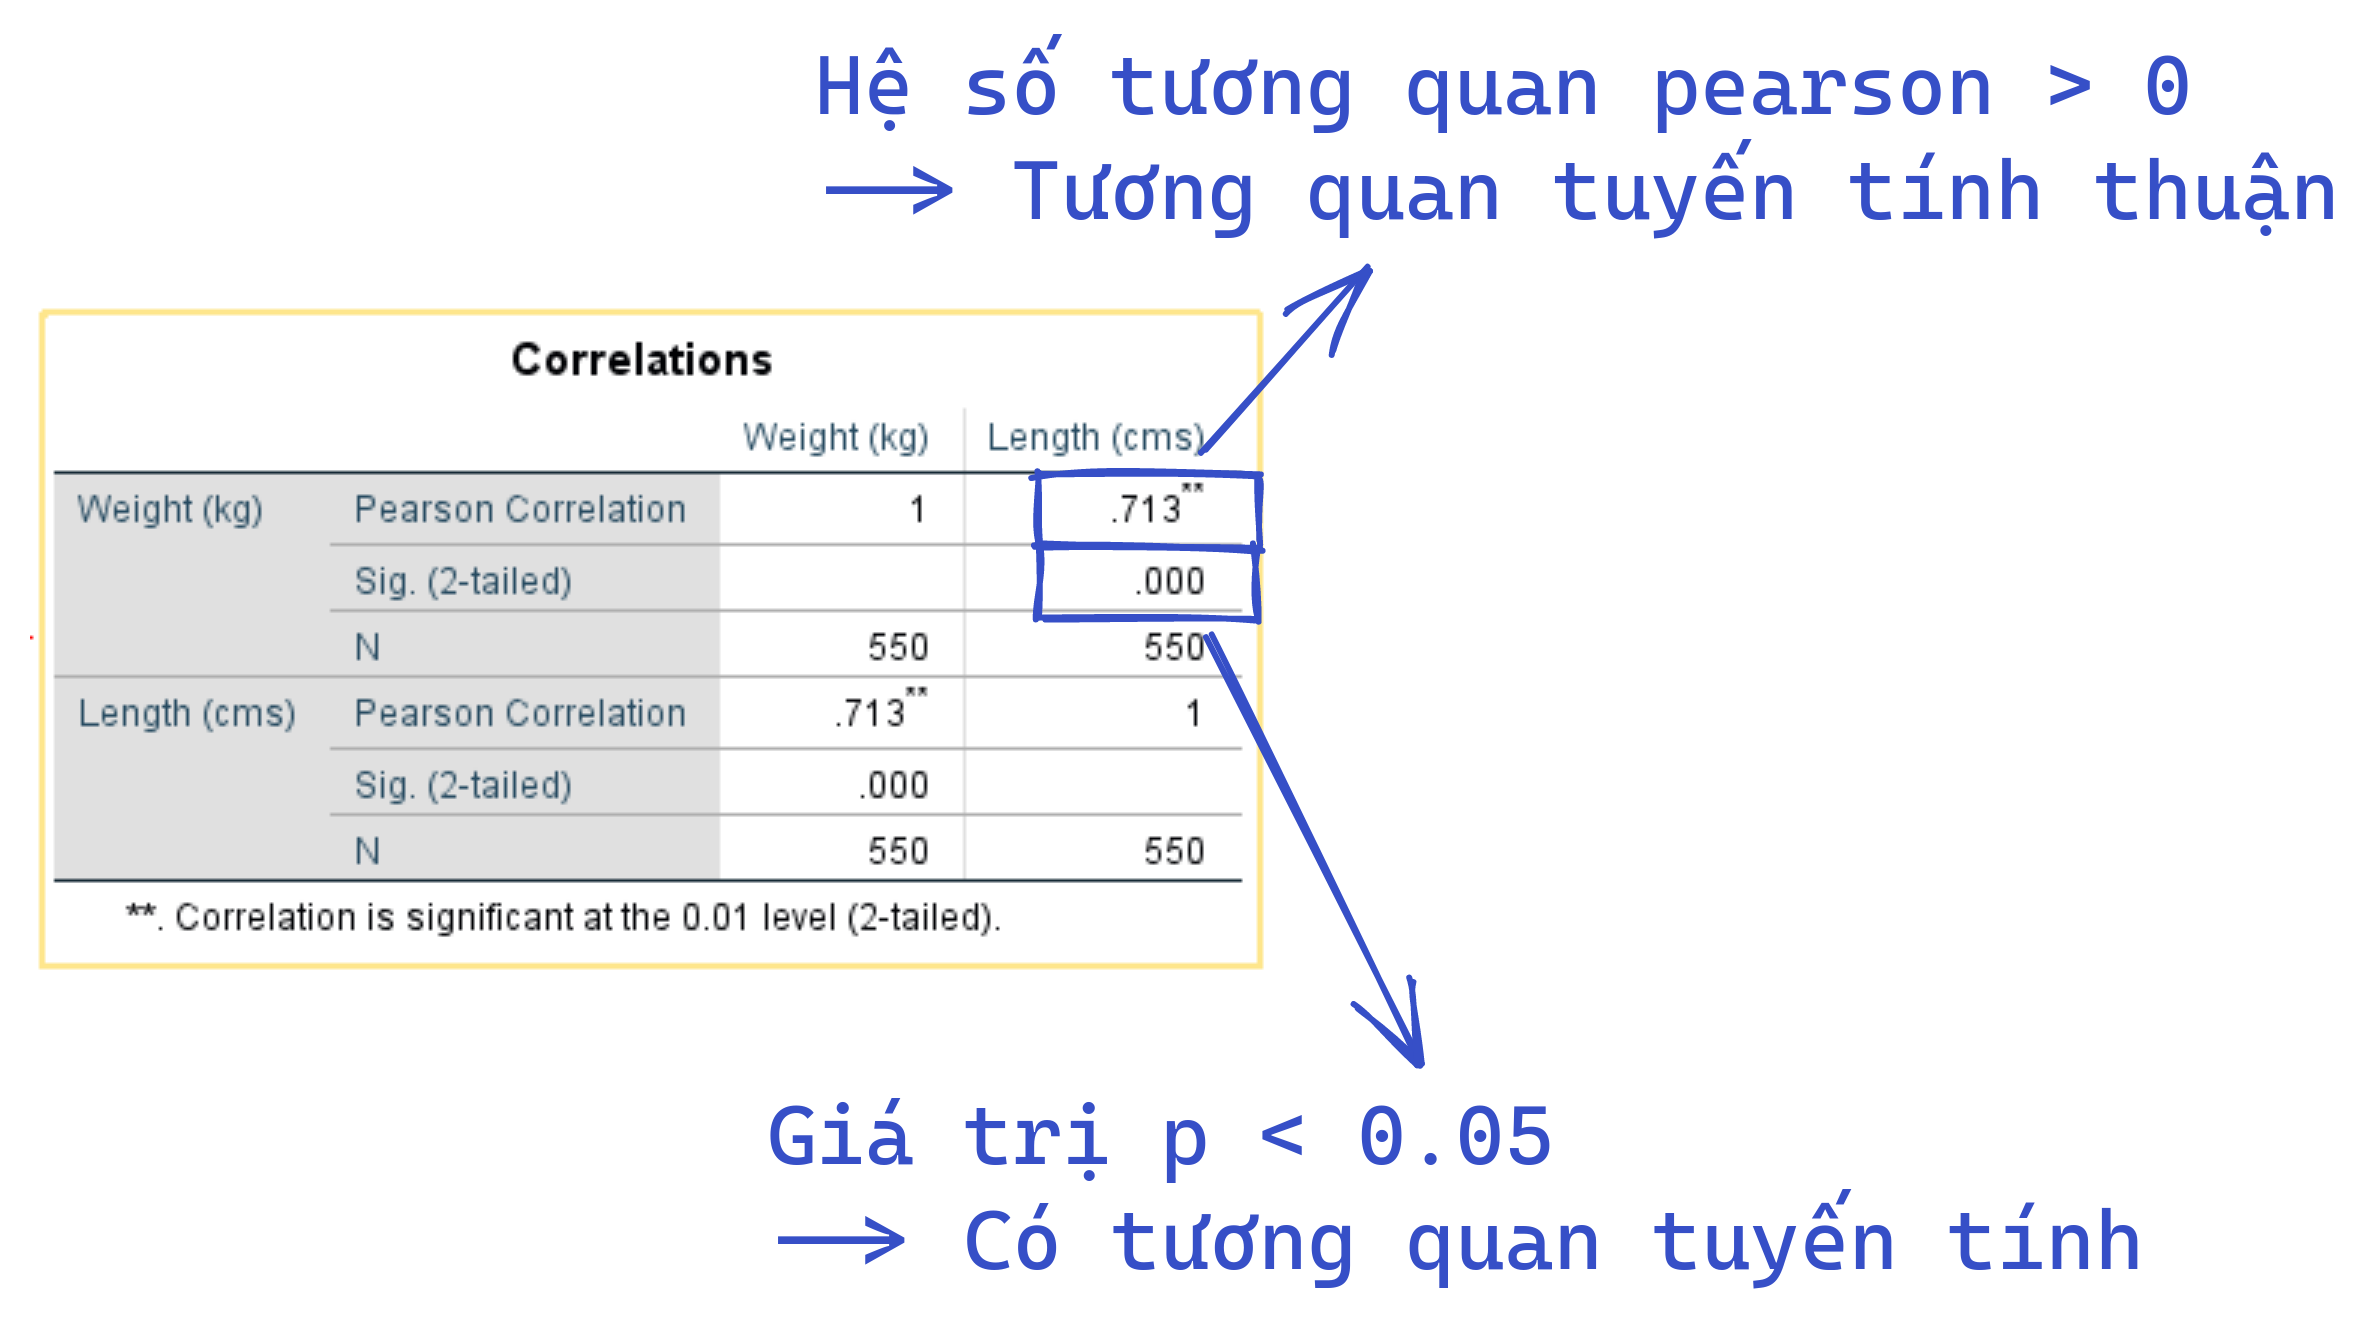 Hệ số tương quan pearson > 0
⟶ Tương quan tuyến tính thuận
Correlations
Weight (kg) Length (cms)
Weight (kg) Pearson Correlation 1 .713**
Sig. (2-tailed) .000
N 550 550
Length (cms) Pearson Correlation .713** 1
Sig. (2-tailed) .000
N 550 550
**. Correlation is significant at the 0.01 level (2-tailed).
Giá trị p < 0.05
⟶ Có tương quan tuyến tính